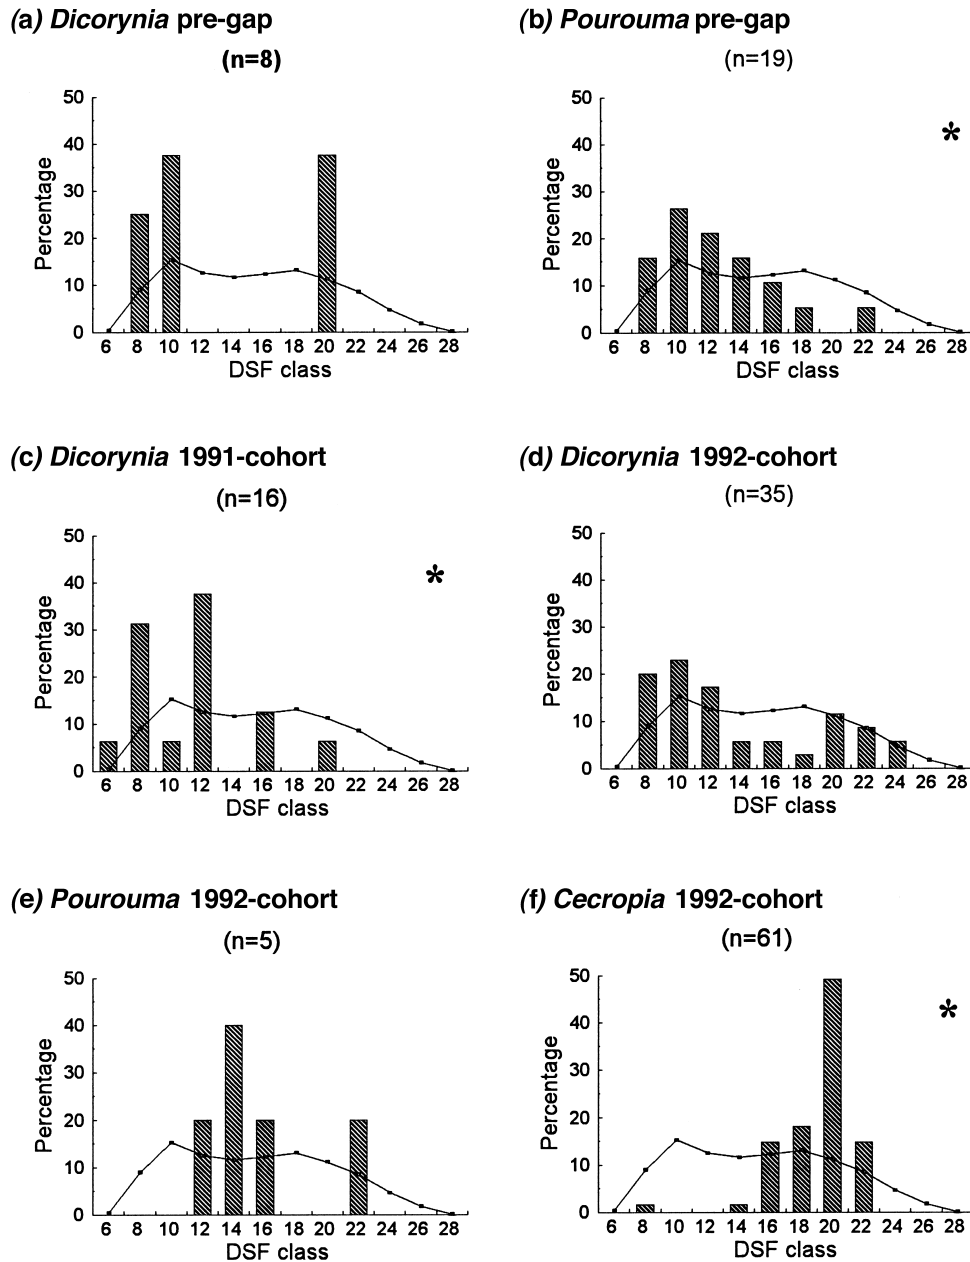 (a) Dicorynia pre-gap
(n=8)
50
40
30
20
10
0
Percentage
6 8 10 12 14 16 18 20 22 24 26 28
DSF class
(b) Pourouma pre-gap
(n=19)
*
50
40
30
20
10
0
Percentage
6 8 10 12 14 16 18 20 22 24 26 28
DSF class
(c) Dicorynia 1991-cohort
(n=16)
*
50
40
30
20
10
0
Percentage
6 8 10 12 14 16 18 20 22 24 26 28
DSF class
(d) Dicorynia 1992-cohort
(n=35)
50
40
30
20
10
0
Percentage
6 8 10 12 14 16 18 20 22 24 26 28
DSF class
(e) Pourouma 1992-cohort
(n=5)
50
40
30
20
10
0
Percentage
6 8 10 12 14 16 18 20 22 24 26 28
DSF class
(f) Cecropia 1992-cohort
(n=61)
*
50
40
30
20
10
0
Percentage
6 8 10 12 14 16 18 20 22 24 26 28
DSF class